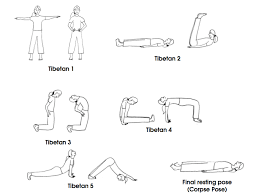 Tibetan 1
Tibetan 2
Tibetan 3
Tibetan 4
Tibetan 5
Final resting pose
(Corpse Pose)